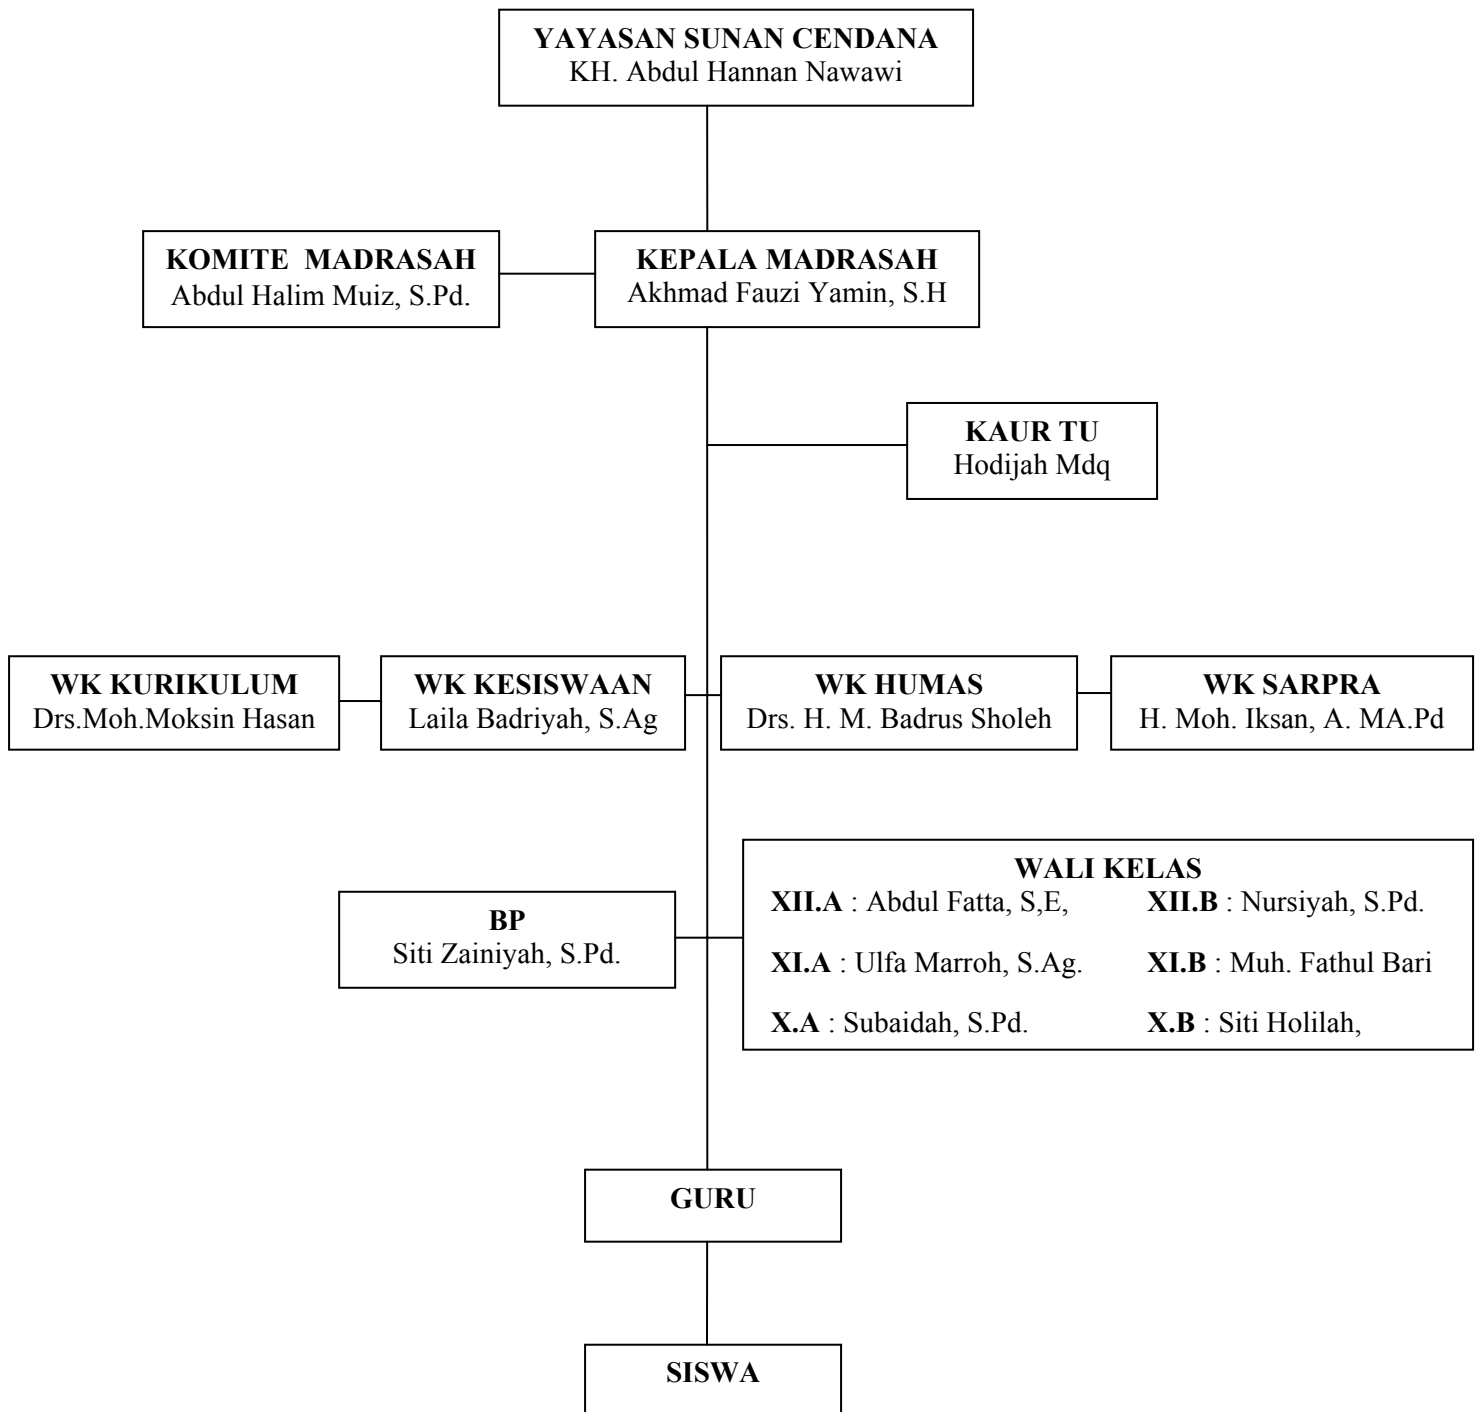 YAYASAN SUNAN CENDANA
KH. Abdul Hannan Nawawi
KOMITE MADRASAH
Abdul Halim Muiz, S.Pd.
KEPALA MADRASAH
Akhmad Fauzi Yamin, S.H
KAUR TU
Hodijah Mdq
WK KURIKULUM
Drs.Moh.Moksin Hasan
WK KESISWAAN
Laila Badriyah, S.Ag
WK HUMAS
Drs. H. M. Badrus Sholeh
WK SARPRA
H. Moh. Iksan, A. MA.Pd
BP
Siti Zainiyah, S.Pd.
WALI KELAS
XII.A : Abdul Fatta, S,E, XII.B : Nursiyah, S.Pd.
XI.A : Ulfa Marroh, S.Ag. XI.B : Muh. Fathul Bari
X.A : Subaidah, S.Pd. X.B : Siti Holilah,
GURU
SISWA